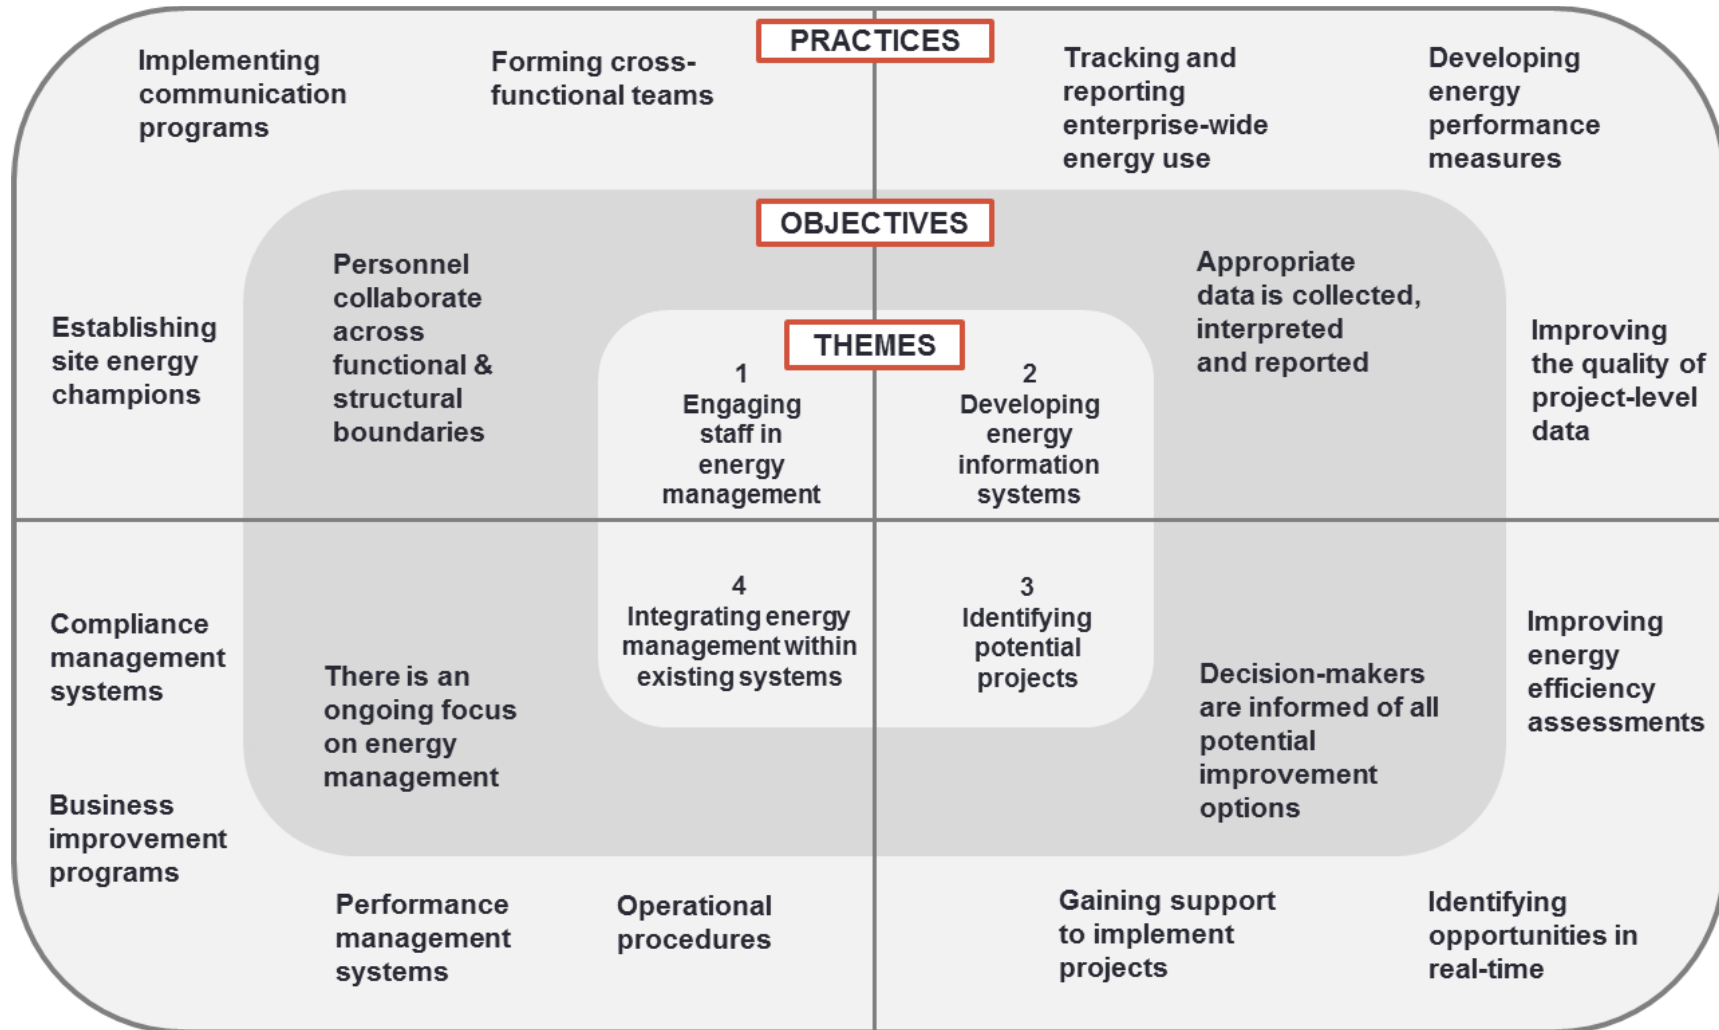 PRACTICES
Implementing
communication
programs
Forming cross-
functional teams
Tracking and
reporting
enterprise-wide
energy use
Developing
energy
performance
measures
OBJECTIVES
Establishing
site energy
champions
Personnel
collaborate
across
functional &
structural
boundaries
Appropriate
data is collected,
interpreted
and reported
Improving
the quality of
project-level
data
THEMES
1
Engaging
staff in
energy
management
2
Developing
energy
information
systems
4
Integrating energy
management within
existing systems
3
Identifying
potential
projects
Compliance
management
systems
There is an
ongoing focus
on energy
management
Decision-makers
are informed of all
potential
improvement
options
Improving
energy
efficiency
assessments
Business
improvement
programs
Performance
management
systems
Operational
procedures
Gaining support
to implement
projects
Identifying
opportunities in
real-time